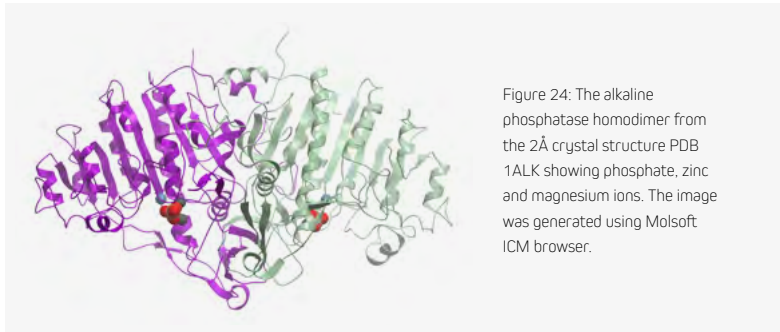 Figure 24: The alkaline
phosphatase homodimer from
the 2Å crystal structure PDB
1ALK showing phosphate, zinc
and magnesium ions. The image
was generated using Molsoft
ICM browser.